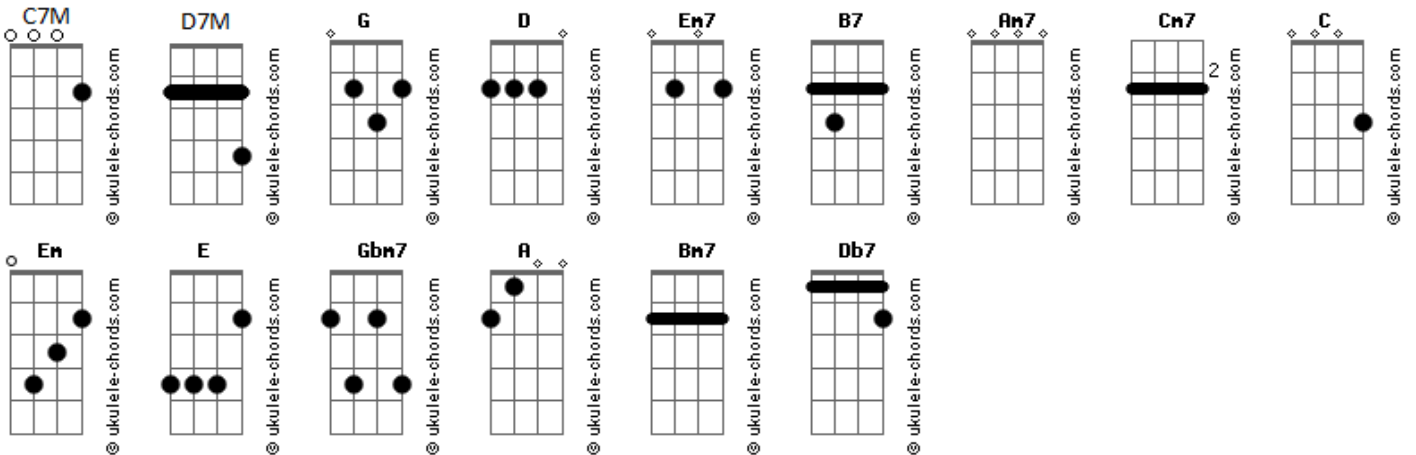 C7M D7M G D Em7 B7 Am7 Cm7 C
2
© ukulele-chords.com © ukulele-chords.com © ukulele-chords.com © ukulele-chords.com © ukulele-chords.com © ukulele-chords.com © ukulele-chords.com © ukulele-chords.com © ukulele-chords.com
Em E Gbm7 A Bm7 Db7
© ukulele-chords.com © ukulele-chords.com © ukulele-chords.com © ukulele-chords.com © ukulele-chords.com © ukulele-chords.com